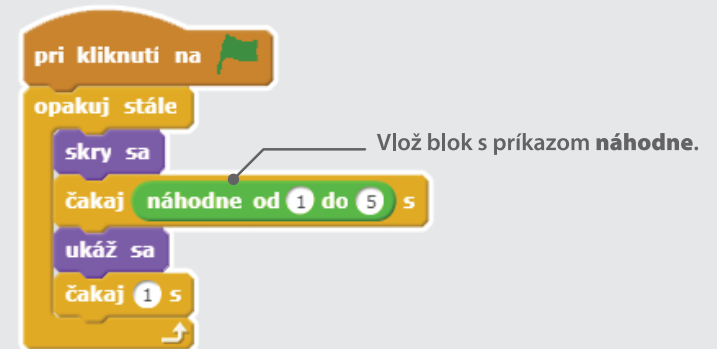 pri kliknutí na
opakuj stále
skry sa
Vlož blok s príkazom náhodne.
čakaj náhodne od 1 do 5 s
ukáž sa
čakaj 1 s